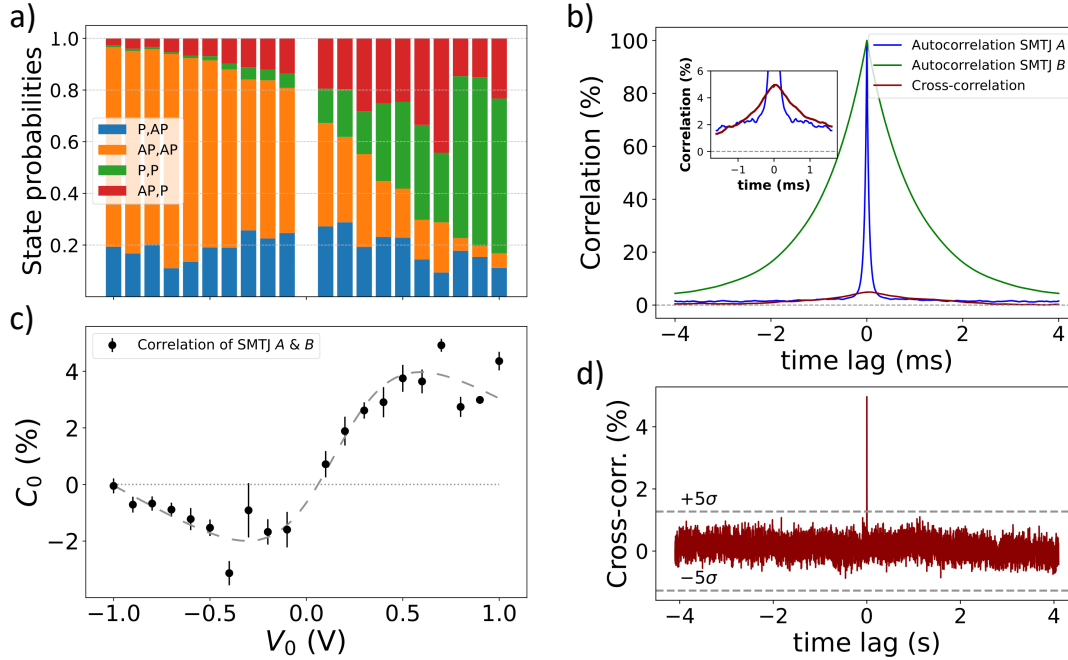 a)
State probabilities
1.0
0.8
0.6
0.4
0.2
P,AP
AP,AP
P,P
AP,P
b)
Correlation (%)
100
80
60
40
20
0
Autocorrelation SMTJ A
Autocorrelation SMTJ B
Cross-correlation
Correlation (%)
6
4
2
0
−1 0 1
time (ms)
−4 −2 0 2 4
time lag (ms)
c)
Correlation of SMTJ A & B
C0 (%)
4
2
0
−2
−1.0 −0.5 0.0 0.5 1.0
V0 (V)
d)
Cross-corr. (%)
4
2
0
+5σ
−5σ
−4 −2 0 2 4
time lag (s)